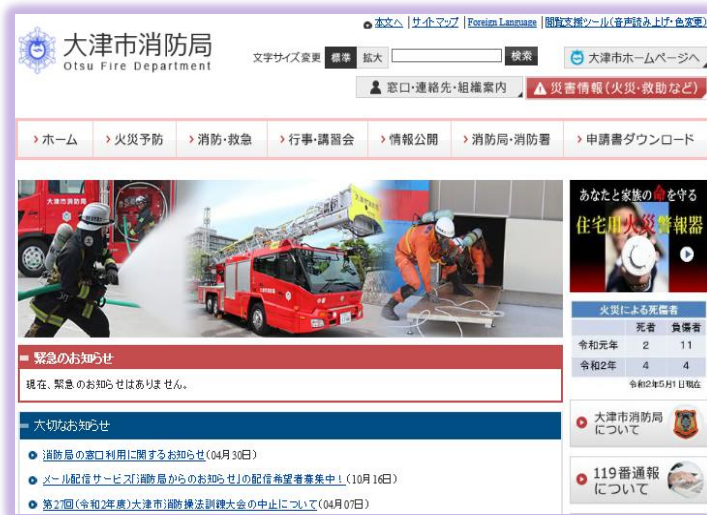 本文へ | サイトマップ | Foreign Language | 閲覧支援ツール(音声読み上げ・色変更)
大津市消防局
Otsu Fire Department
文字サイズ変更 標準 拡大 検索 大津市ホームページへ
窓口・連絡先・組織案内 災害情報(火災・救助など)
ホーム 火災予防 消防・救急 行事・講習会 情報公開 消防局・消防署 申請書ダウンロード
大津市消防局
あなたと家族の命を守る
住宅用火災警報器
火災による死傷者
死者 負傷者
令和元年 2 11
令和2年 4 4
令和2年5月1日現在
緊急のお知らせ
現在、緊急のお知らせはありません。
大切なお知らせ
消防局の窓口利用に関するお知らせ(04月30日)
メール配信サービス「消防局からのお知らせ」の配信希望者募集中!(10月16日)
第27回(令和2年度)大津市消防操法訓練大会の中止について(04月07日)
大津市消防局
について
119番通報
について